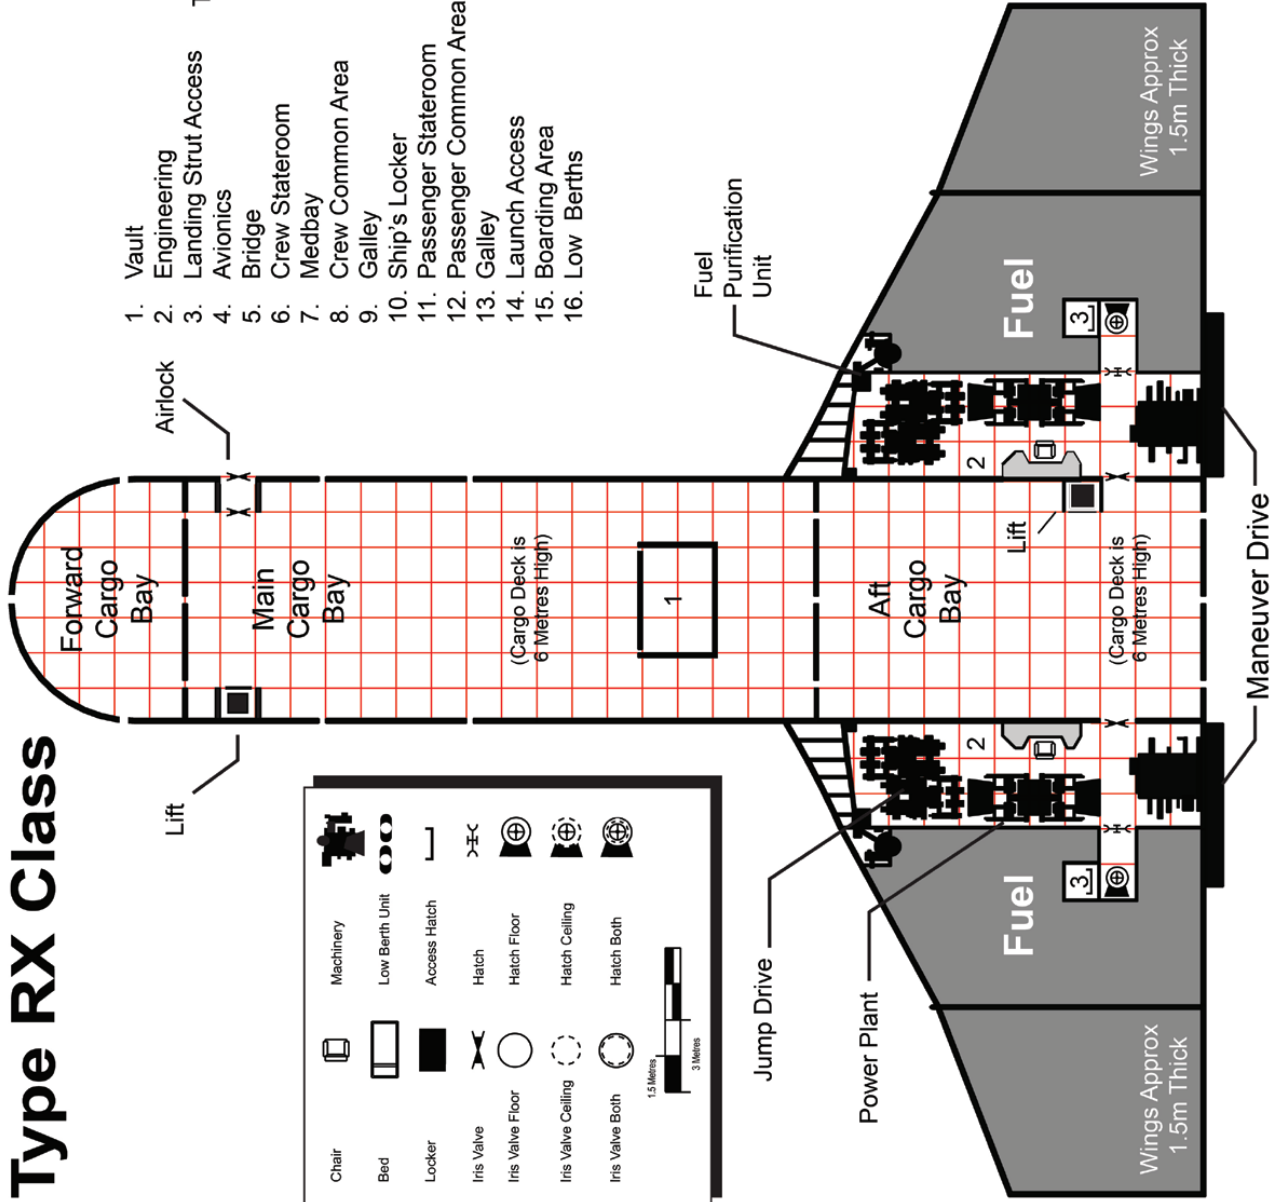 Type RX Class
1. Vault
2. Engineering
3. Landing Strut Access
4. Avionics
5. Bridge
6. Crew Stateroom
7. Medbay
8. Crew Common Area
9. Galley
10. Ship's Locker
11. Passenger Stateroom
12. Passenger Common Area
13. Galley
14. Launch Access
15. Boarding Area
16. Low Berths
T
Airlock
Lift
Forward
Cargo
Bay
Main
Cargo
Bay
(Cargo Deck is
6 Metres High)
1
Aft
Cargo
Bay
Lift
(Cargo Deck is
6 Metres High)
2
2
3
3
Fuel
Purification
Unit
Fuel
Fuel
Wings Approx
1.5m Thick
Wings Approx
1.5m Thick
Jump Drive
Power Plant
Maneuver Drive
Chair
Machinery
Bed
Low Berth Unit
Locker
Access Hatch
Iris Valve
Hatch
Iris Valve Floor
Hatch Floor
Iris Valve Ceiling
Hatch Ceiling
Iris Valve Both
Hatch Both
1.5 Metres
3 Metres